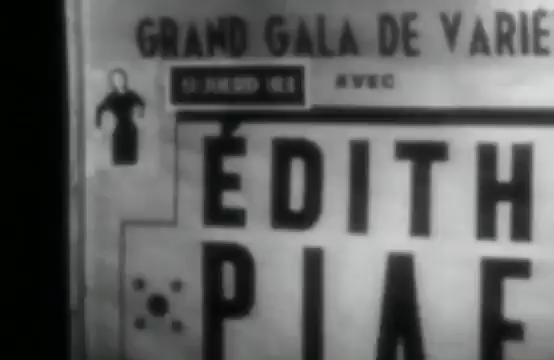 GRAND GALA DE VARIÉ
AVEC
ÉDITH
PIAF